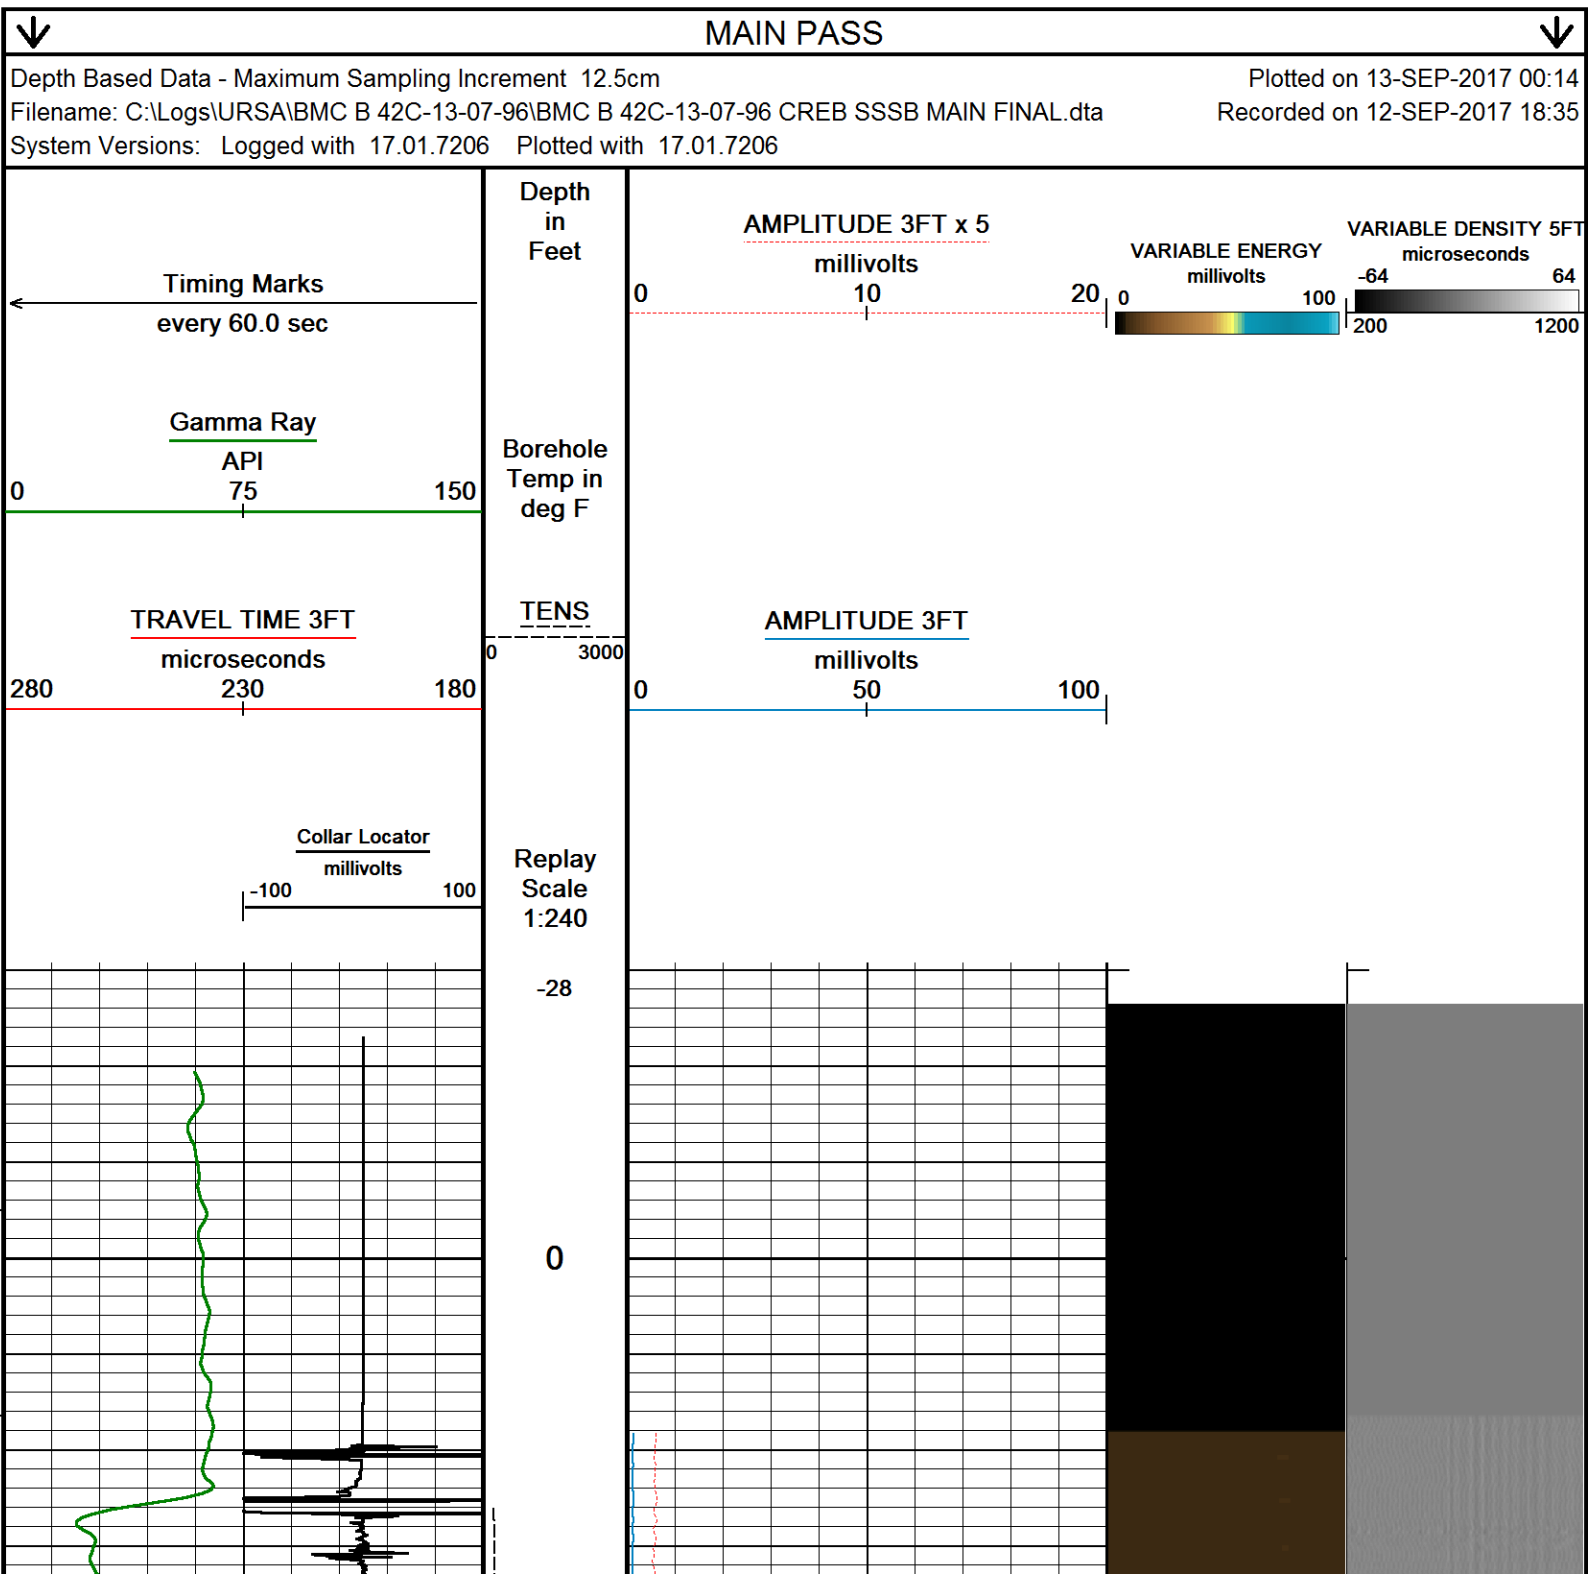 MAIN PASS
Depth Based Data - Maximum Sampling Increment 12.5cm
Plotted on 13-SEP-2017 00:14
Filename: C:\Logs\URSA\BMC B 42C-13-07-96\BMC B 42C-13-07-96 CREB SSSB MAIN FINAL.dta
Recorded on 12-SEP-2017 18:35
System Versions: Logged with 17.01.7206 Plotted with 17.01.7206
Timing Marks
every 60.0 sec
Gamma Ray
API
0 75 150
TRAVEL TIME 3FT
microseconds
280 230 180
Collar Locator
millivolts
-100 100
Depth
in
Feet
Borehole
Temp in
deg F
TENS
0 3000
Replay
Scale
1:240
-28
0
AMPLITUDE 3FT x 5
millivolts
0 10 20
AMPLITUDE 3FT
millivolts
0 50 100
VARIABLE ENERGY
millivolts
0 100
VARIABLE DENSITY 5FT
microseconds
-64 64
200 1200